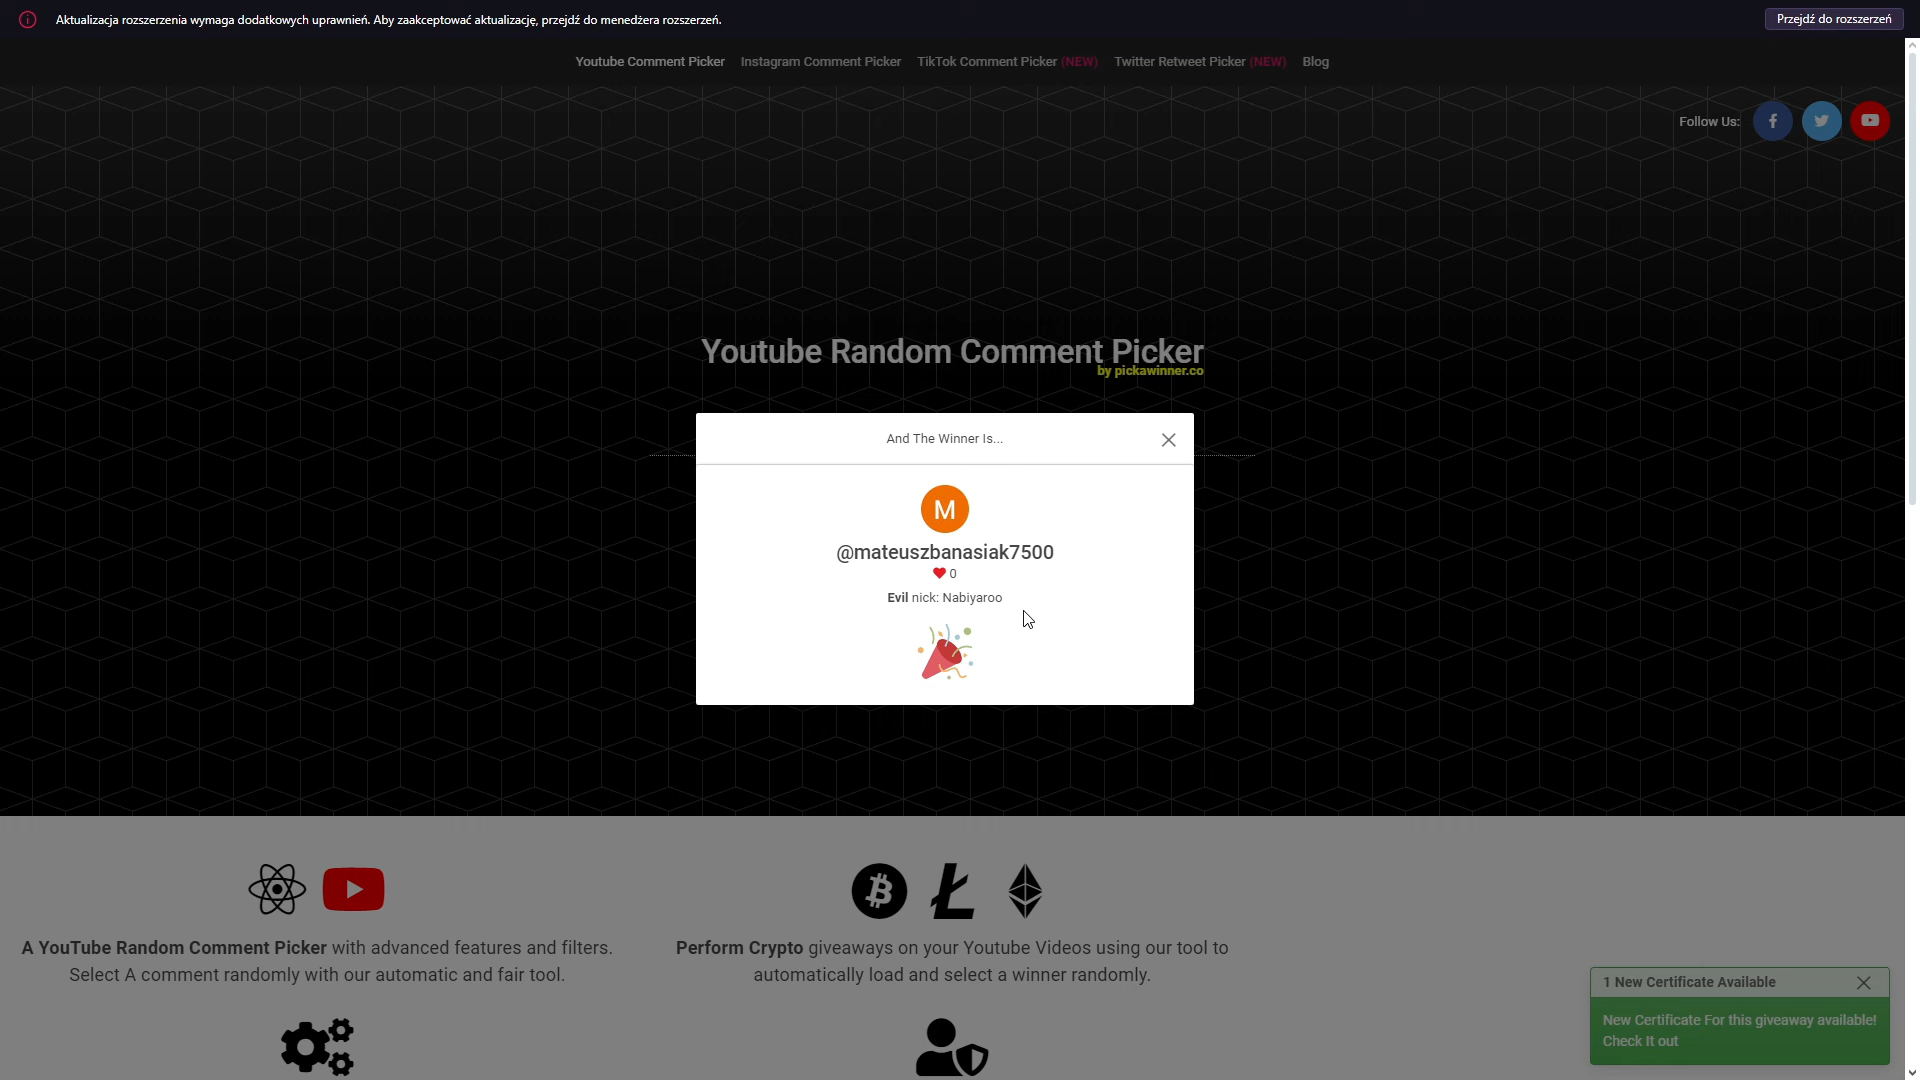 Aktualizacja rozszerzenia wymaga dodatkowych uprawnień. Aby zaakceptować aktualizację, przejdź do menedżera rozszerzeń.
Przejdź do rozszerzeń
Youtube Comment Picker Instagram Comment Picker TikTok Comment Picker (NEW) Twitter Retweet Picker (NEW) Blog
Follow Us:
Youtube Random Comment Picker
by pickawinner.co
And The Winner Is...
M
@mateuszbanasiak7500
0
Evil nick: Nabiyaroo
A YouTube Random Comment Picker with advanced features and filters.
Select A comment randomly with our automatic and fair tool.
Perform Crypto giveaways on your Youtube Videos using our tool to
automatically load and select a winner randomly.
1 New Certificate Available
New Certificate For this giveaway available!
Check It out